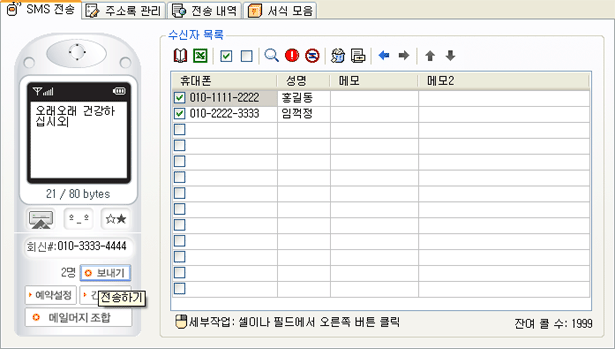 SMS 전송
주소록 관리
전송 내역
서식 모음
수신자 목록
휴대폰 성명 메모 메모2
010-1111-2222 홍길동
010-2222-3333 임꺽정
오래오래 건강하
십시오
21 / 80 bytes
회신#:010-3333-4444
2명 보내기
예약설정
전송하기
메일머지 조합
세부작업: 셀이나 필드에서 오른쪽 버튼 클릭
잔여 콜 수: 1999